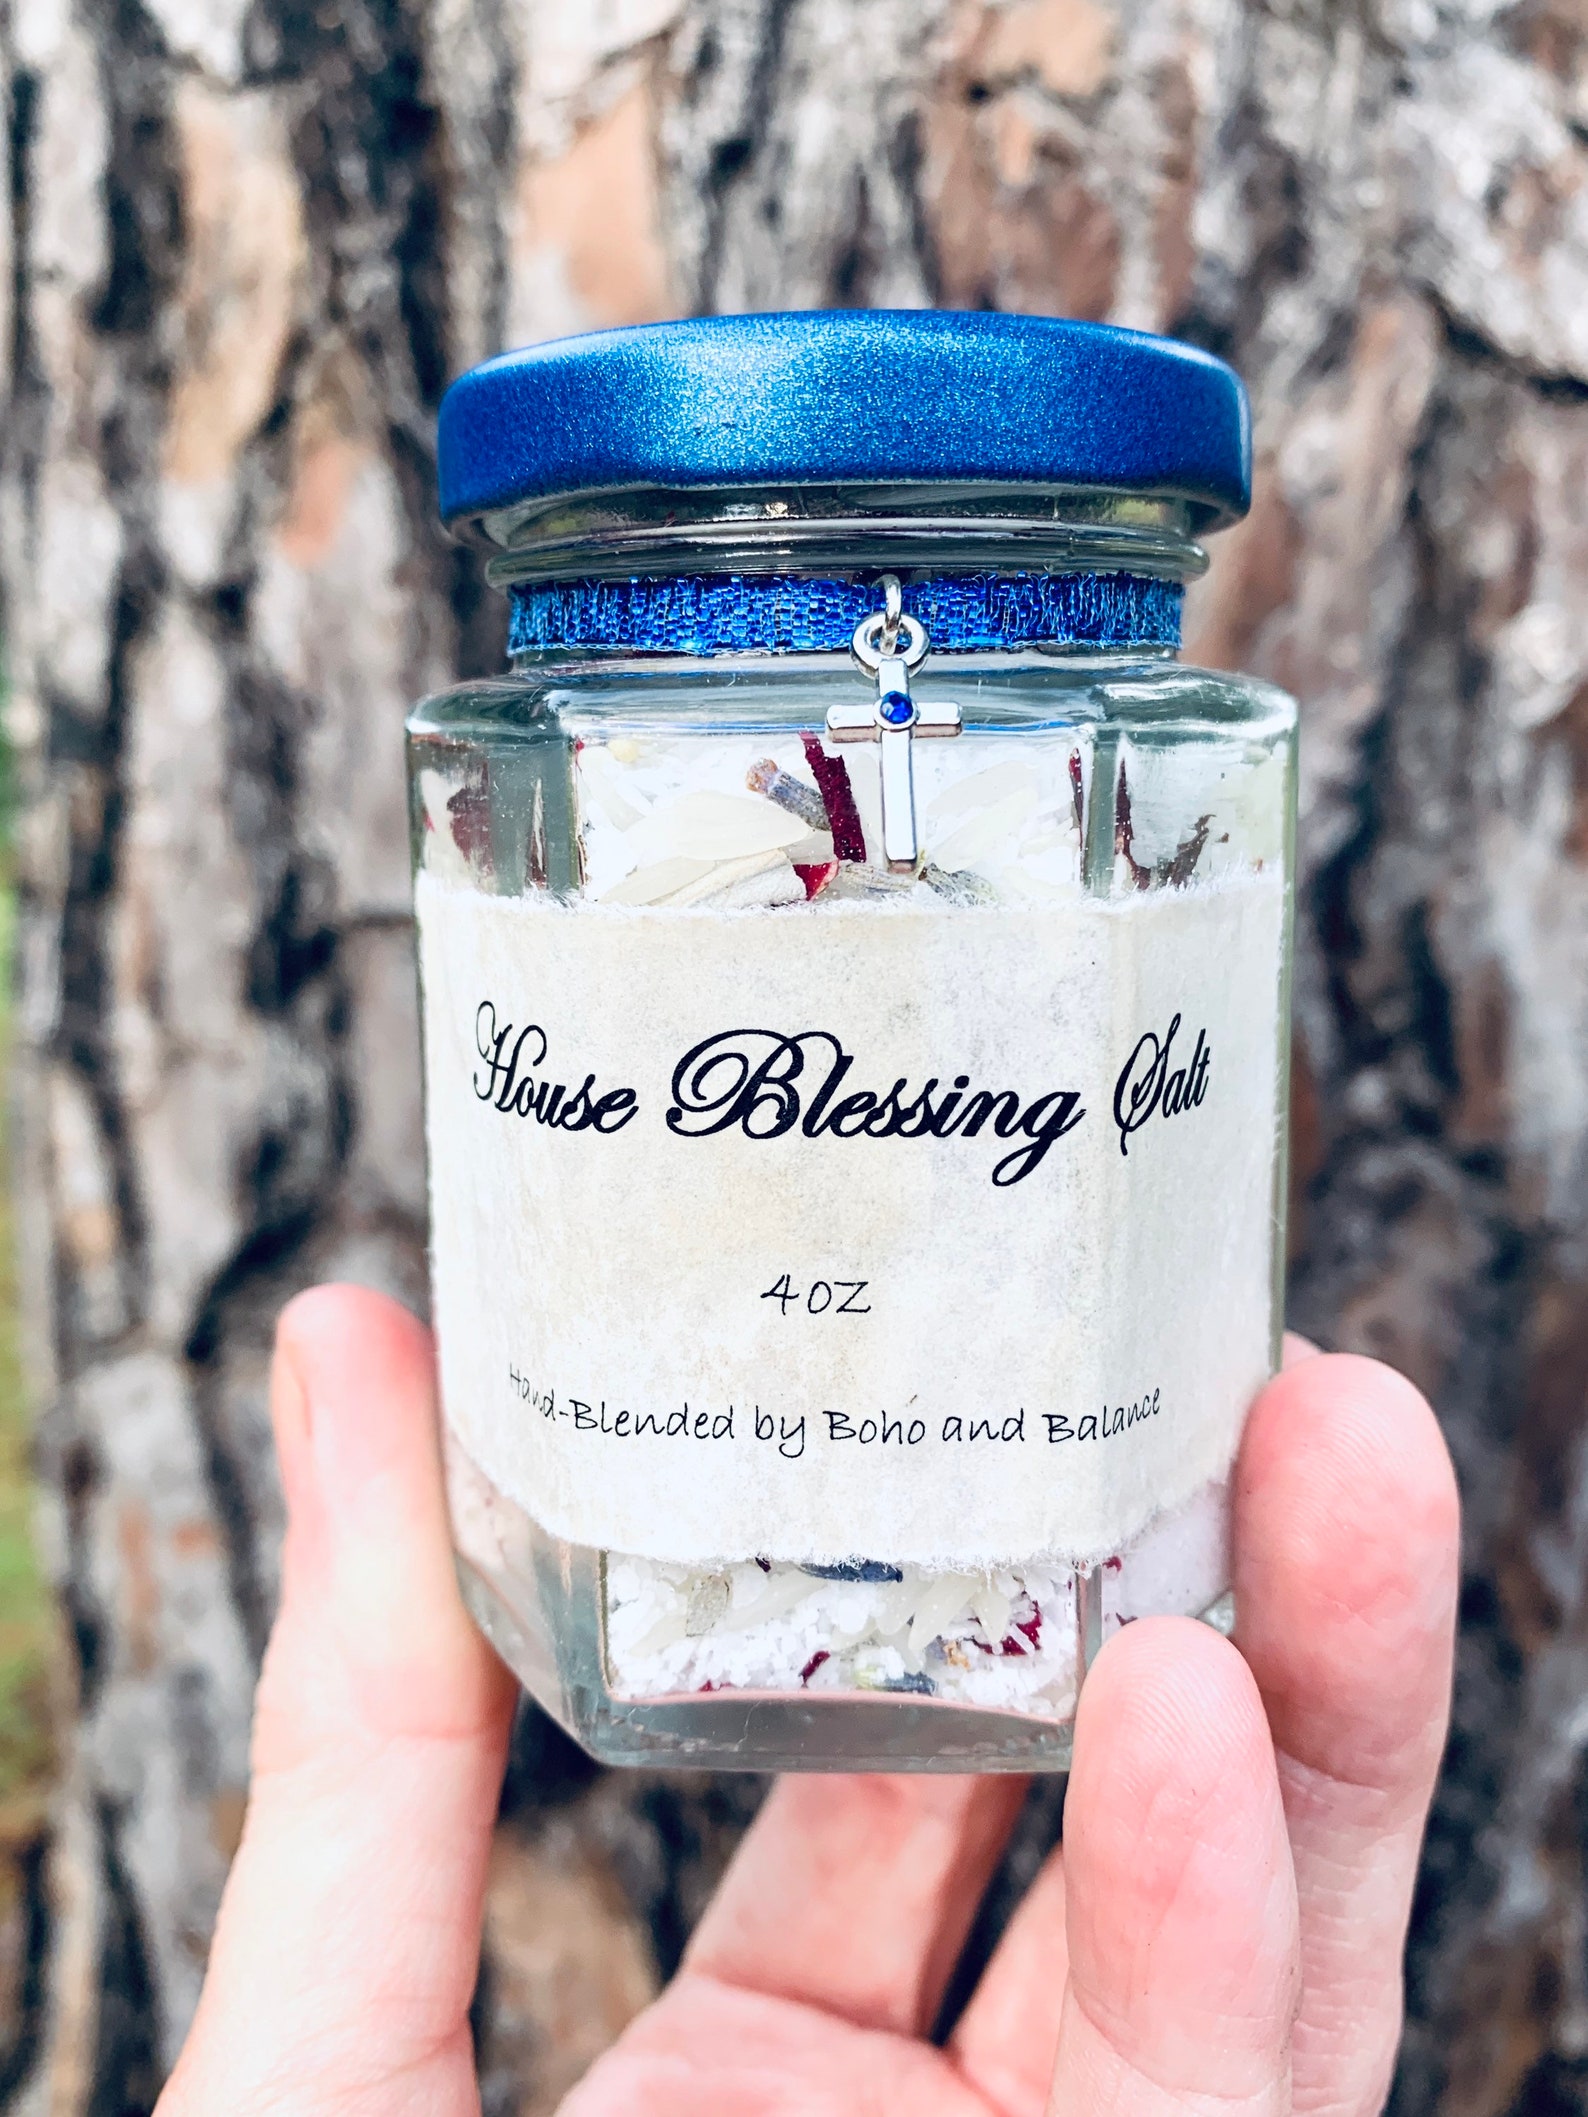 House Blessing Salt
4oz
Hand-Blended by Boho and Balance